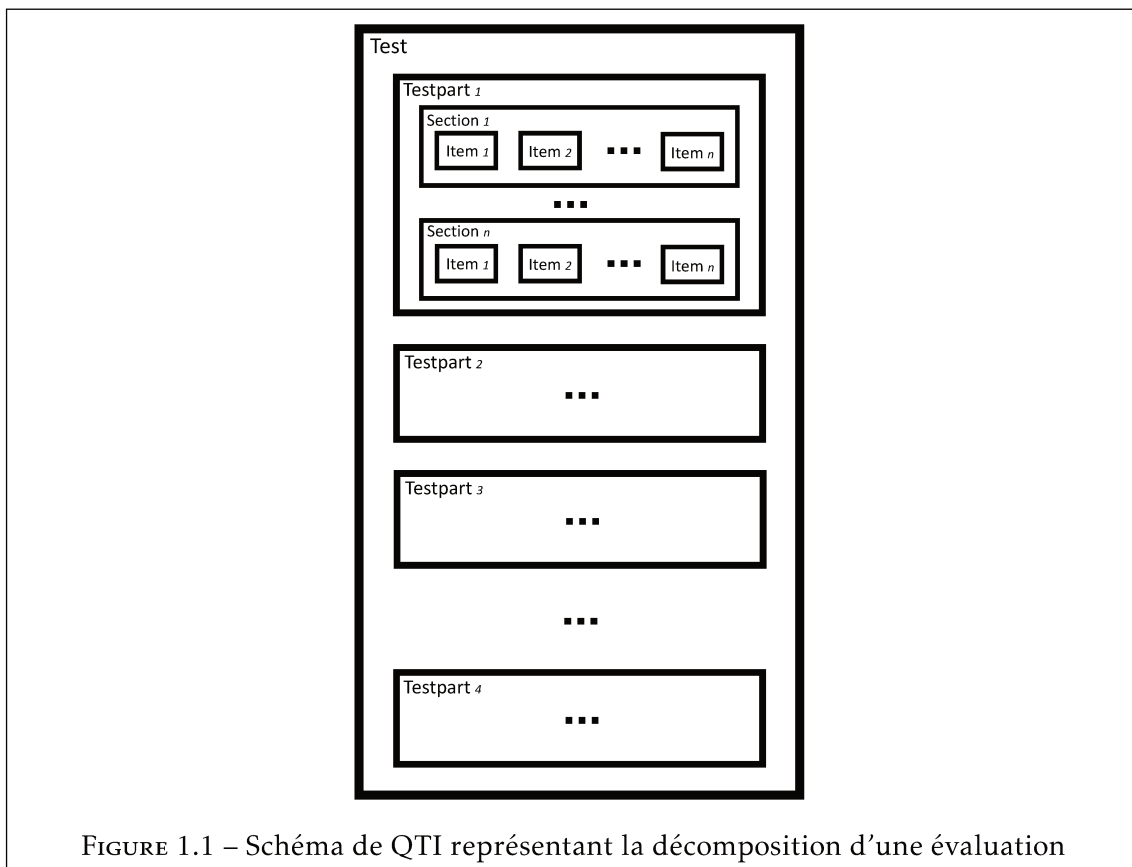 Test
Testpart 1
Section 1
Item 1 Item 2 ... Item n
...
Section n
Item 1 Item 2 ... Item n
Testpart 2
...
Testpart 3
...
...
Testpart 4
...
FIGURE 1.1 – Schéma de QTI représentant la décomposition d'une évaluation